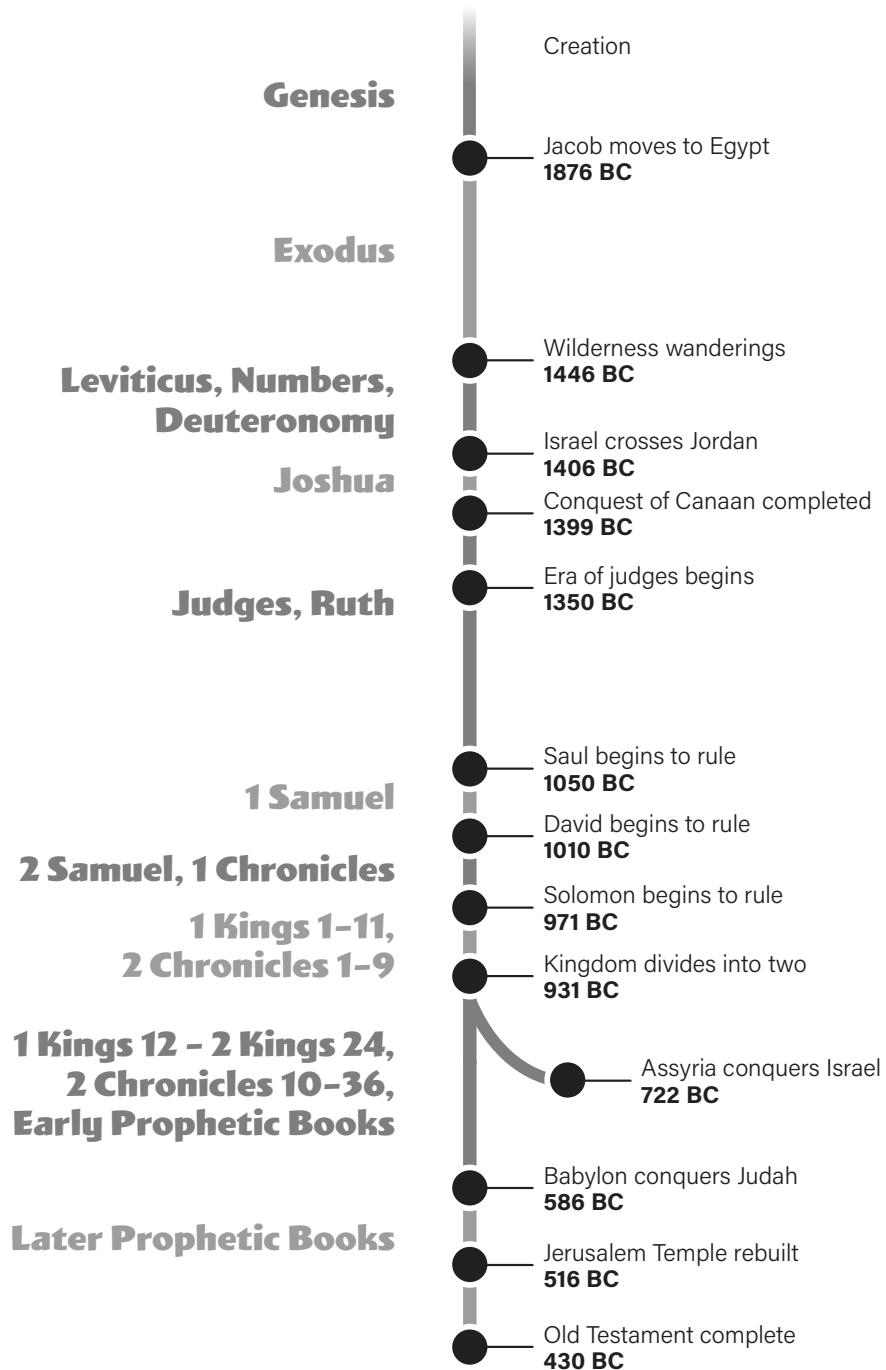 Creation
Genesis
Jacob moves to Egypt
1876 BC
Exodus
Wilderness wanderings
1446 BC
Leviticus, Numbers,
Deuteronomy
Israel crosses Jordan
1406 BC
Joshua
Conquest of Canaan completed
1399 BC
Era of judges begins
1350 BC
Judges, Ruth
Saul begins to rule
1050 BC
1 Samuel
David begins to rule
1010 BC
2 Samuel, 1 Chronicles
Solomon begins to rule
971 BC
1 Kings 1–11,
2 Chronicles 1–9
Kingdom divides into two
931 BC
1 Kings 12 – 2 Kings 24,
2 Chronicles 10–36,
Early Prophetic Books
Assyria conquers Israel
722 BC
Babylon conquers Judah
586 BC
Later Prophetic Books
Jerusalem Temple rebuilt
516 BC
Old Testament complete
430 BC